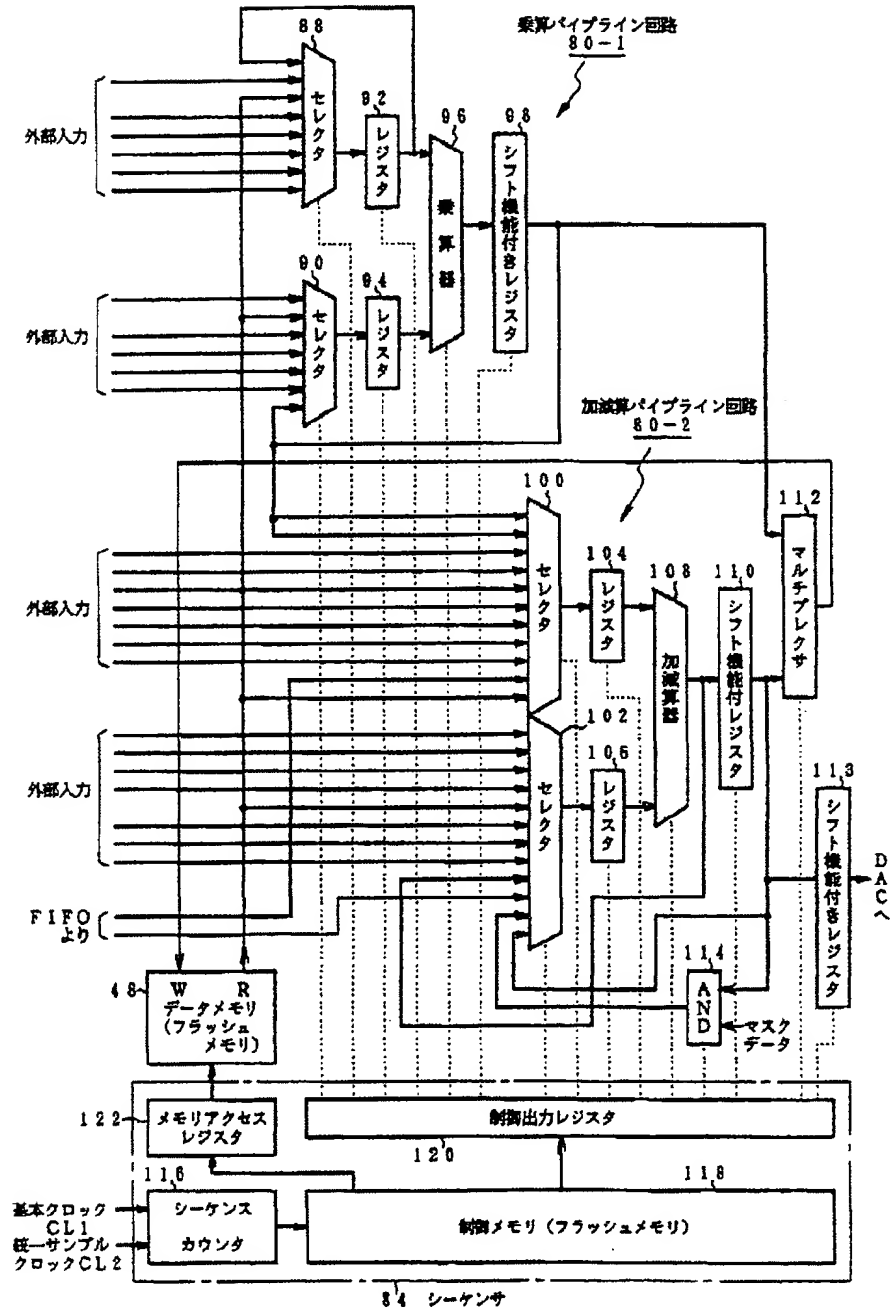 乗算パイプライン回路
８０-１
８８
外部入力
セレクタ
９２
レジスタ
９６
乗算器
９８
シフト機能付きレジスタ
９０
外部入力
セレクタ
９４
レジスタ
加減算パイプライン回路
８０-２
１００
１１２
外部入力
セレクタ
１０４
レジスタ
１０８
加減算器
１１０
シフト機能付レジスタ
マルチプレクサ
１０２
外部入力
セレクタ
１０６
レジスタ
１１３
シフト機能付きレジスタ
DACへ
FIFO
より
１１４
AND
マスク
データ
４８
W R
データメモリ
(フラッシュ
メモリ)
１２２
メモリアクセス
レジスタ
制御出力レジスタ
１２０
１１６
１１８
基本クロック
CL1
統一サンプル
クロックCL2
シーケンス
カウンタ
制御メモリ(フラッシュメモリ)
８４ シーケンサ